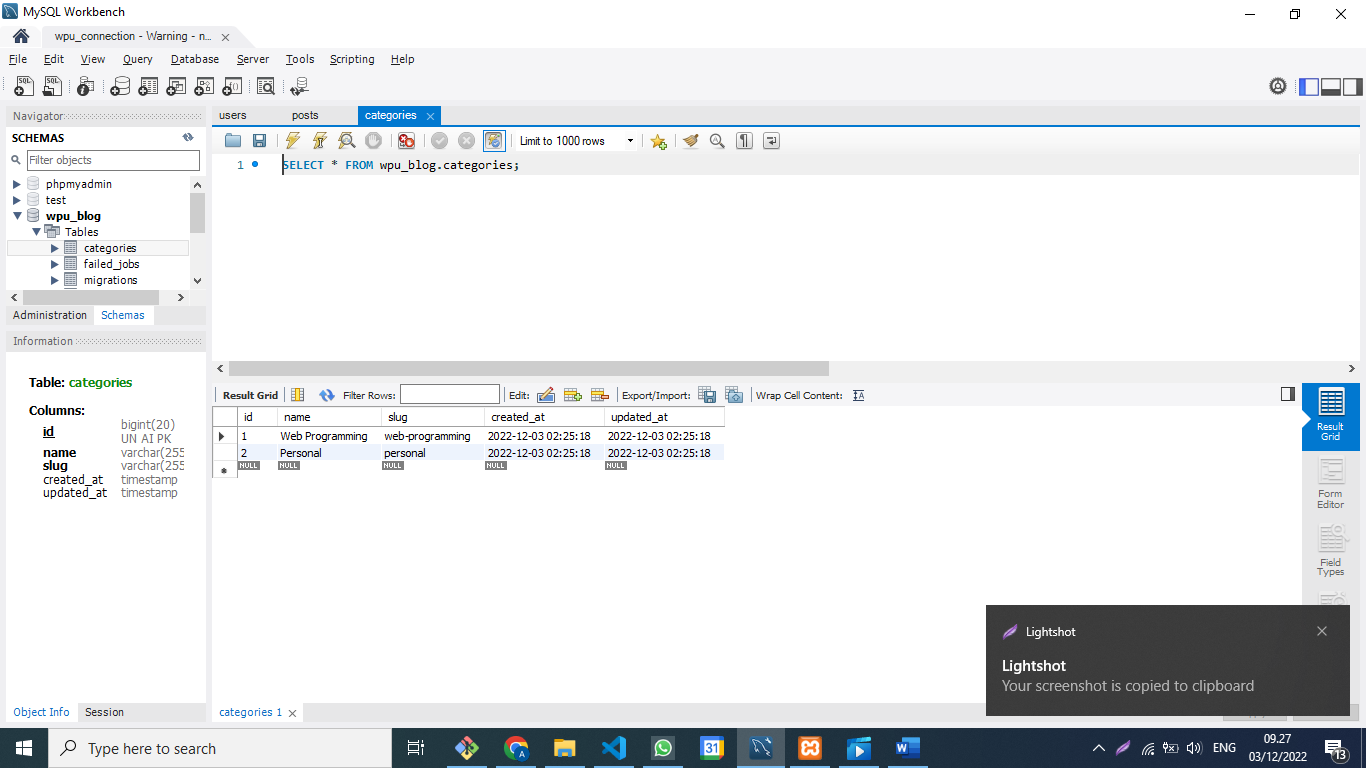 MySQL Workbench
wpu_connection - Warning - n...
File Edit View Query Database Server Tools Scripting Help
Navigator
SCHEMAS
Filter objects
phpmyadmin
test
wpu_blog
Tables
categories
failed_jobs
migrations
Administration Schemas
Information
Table: categories
Columns:
id bigint(20)
UN AI PK
name varchar(255
slug varchar(255
created_at timestamp
updated_at timestamp
Object Info Session
users posts categories
Limit to 1000 rows
1 SELECT * FROM wpu_blog.categories;
Result Grid Filter Rows: Edit: Export/Import: Wrap Cell Content:
id name slug created_at updated_at
1 Web Programming web-programming 2022-12-03 02:25:18 2022-12-03 02:25:18
2 Personal personal 2022-12-03 02:25:18 2022-12-03 02:25:18
NULL NULL NULL NULL NULL
Result
Grid
Form
Editor
Field
Types
categories 1
Lightshot
Lightshot
Your screenshot is copied to clipboard
Type here to search
31
ENG
09.27
03/12/2022
13